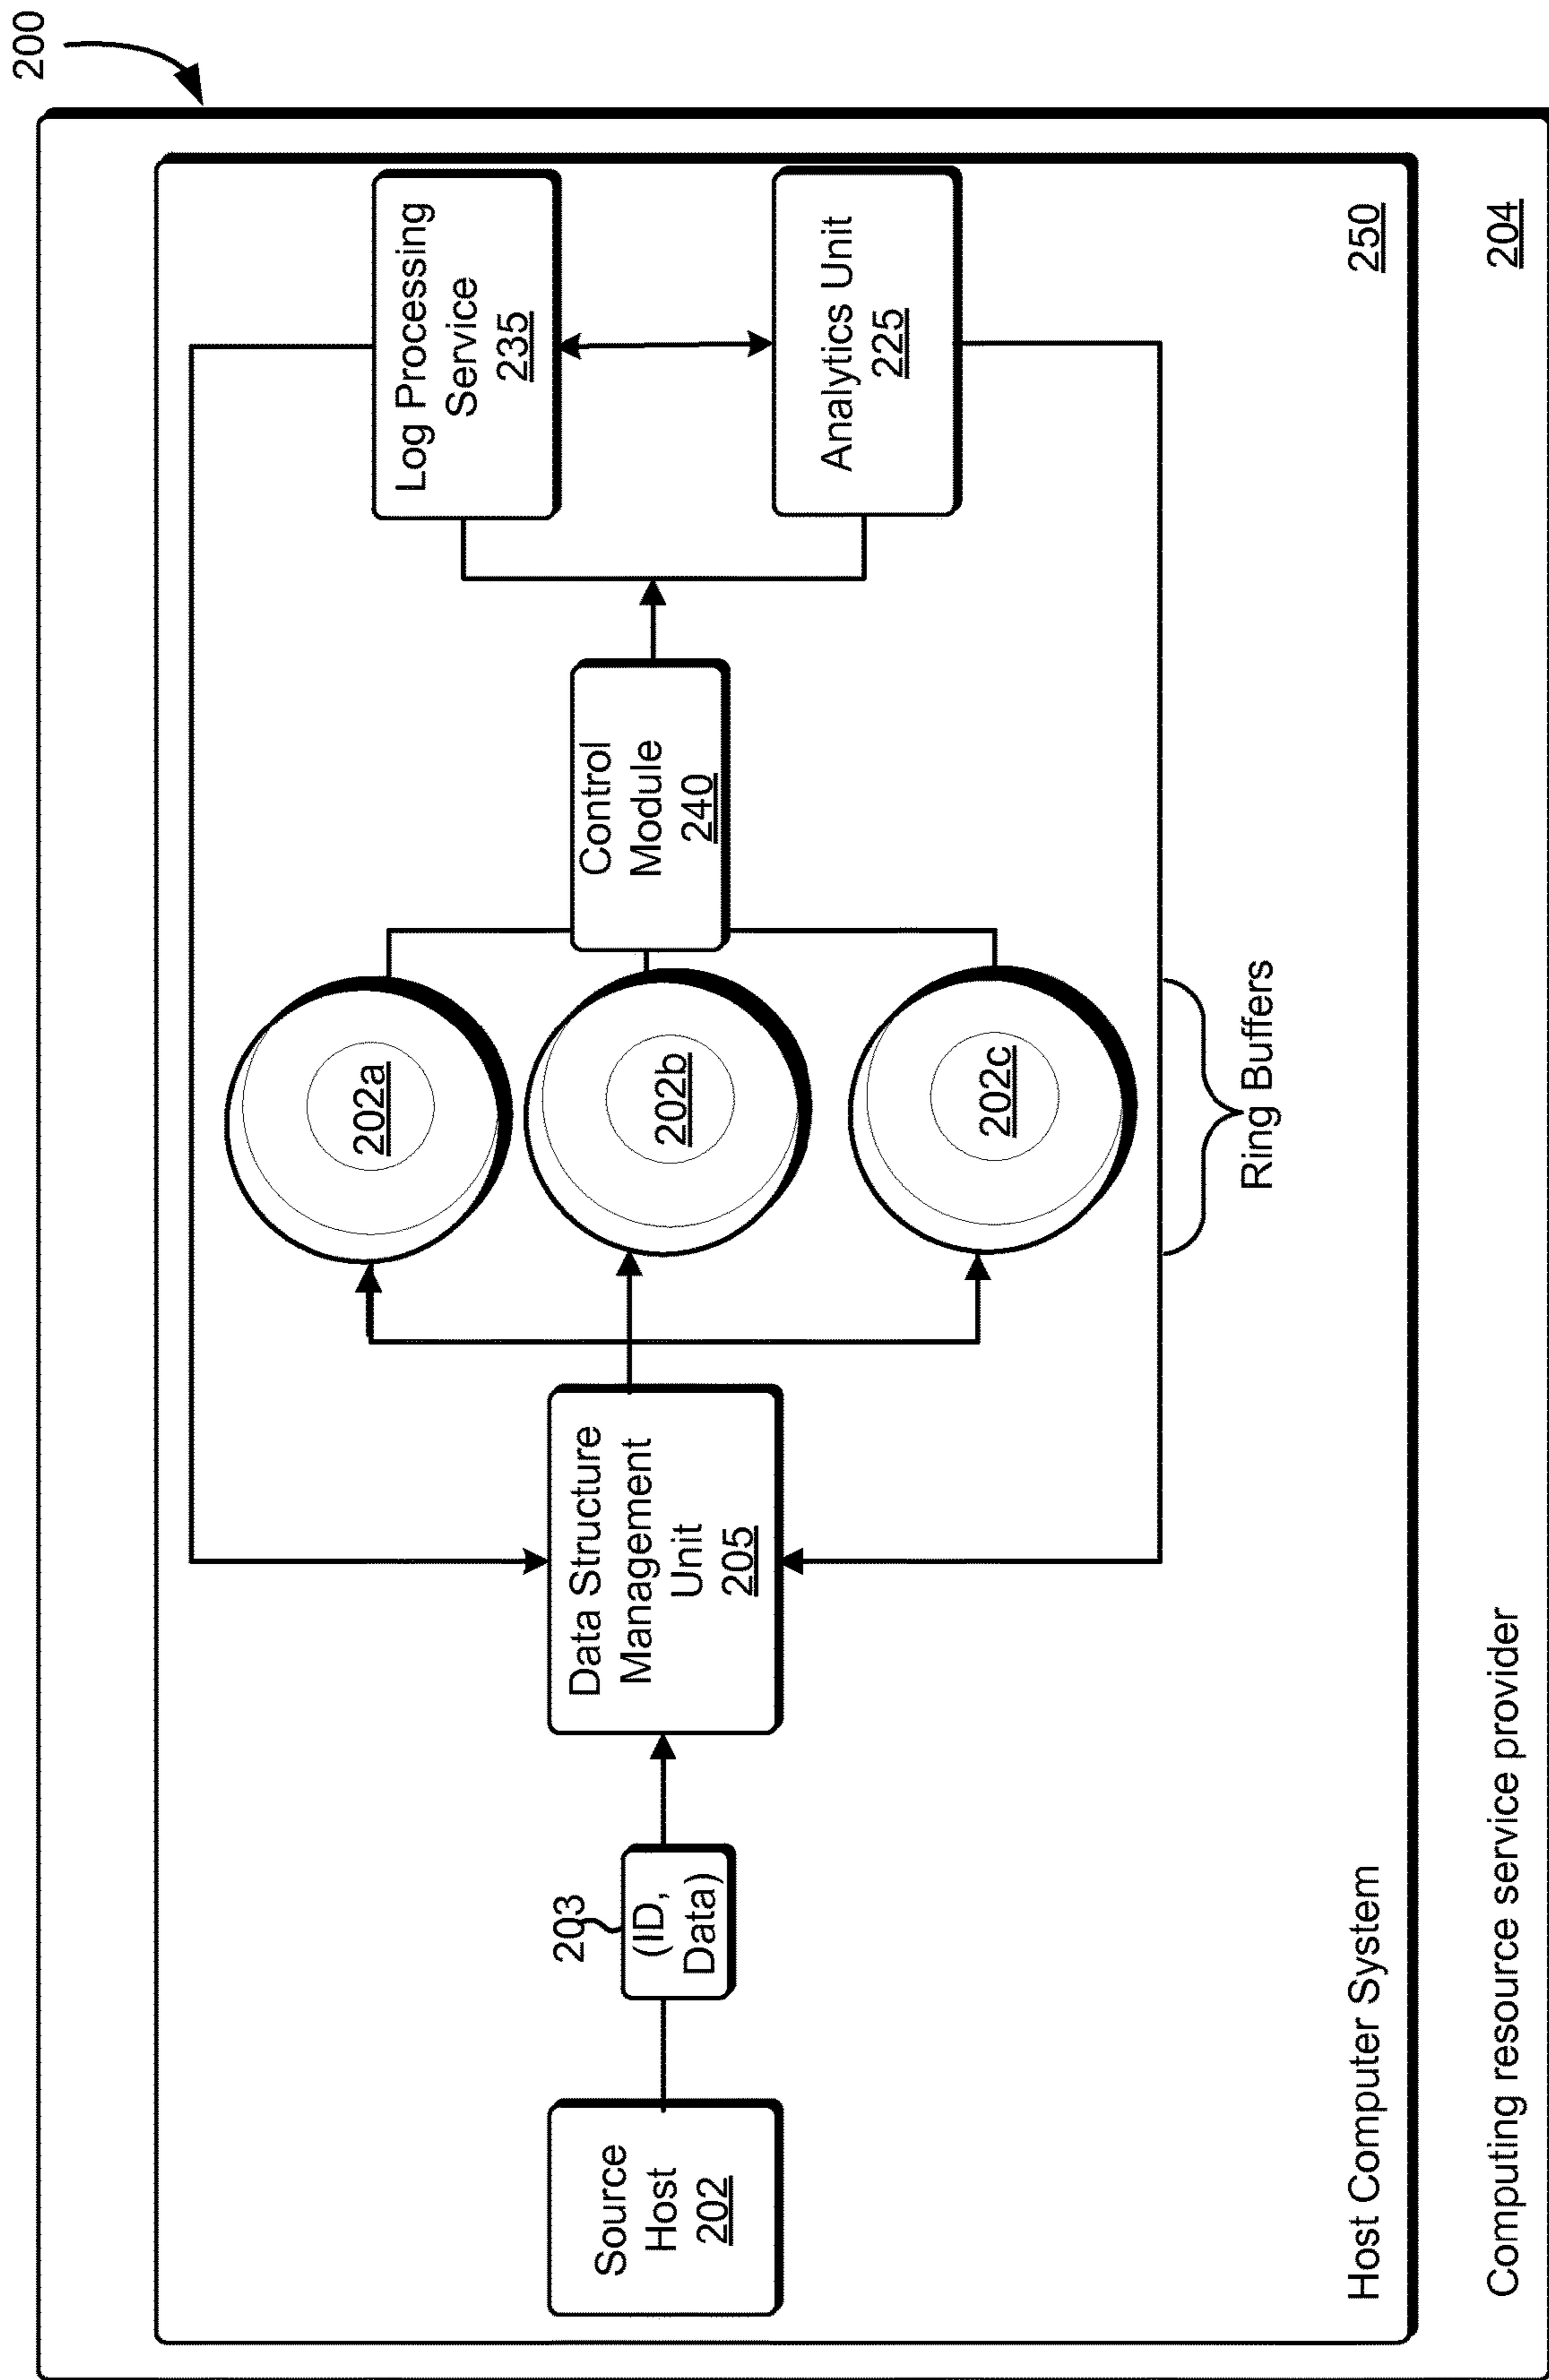 200
Source
Host
202
203
(ID,
Data)
Data Structure
Management
Unit
205
202a
202b
202c
Ring Buffers
Control
Module
240
Log Processing
Service
235
Analytics Unit
225
Host Computer System
250
Computing resource service provider
204